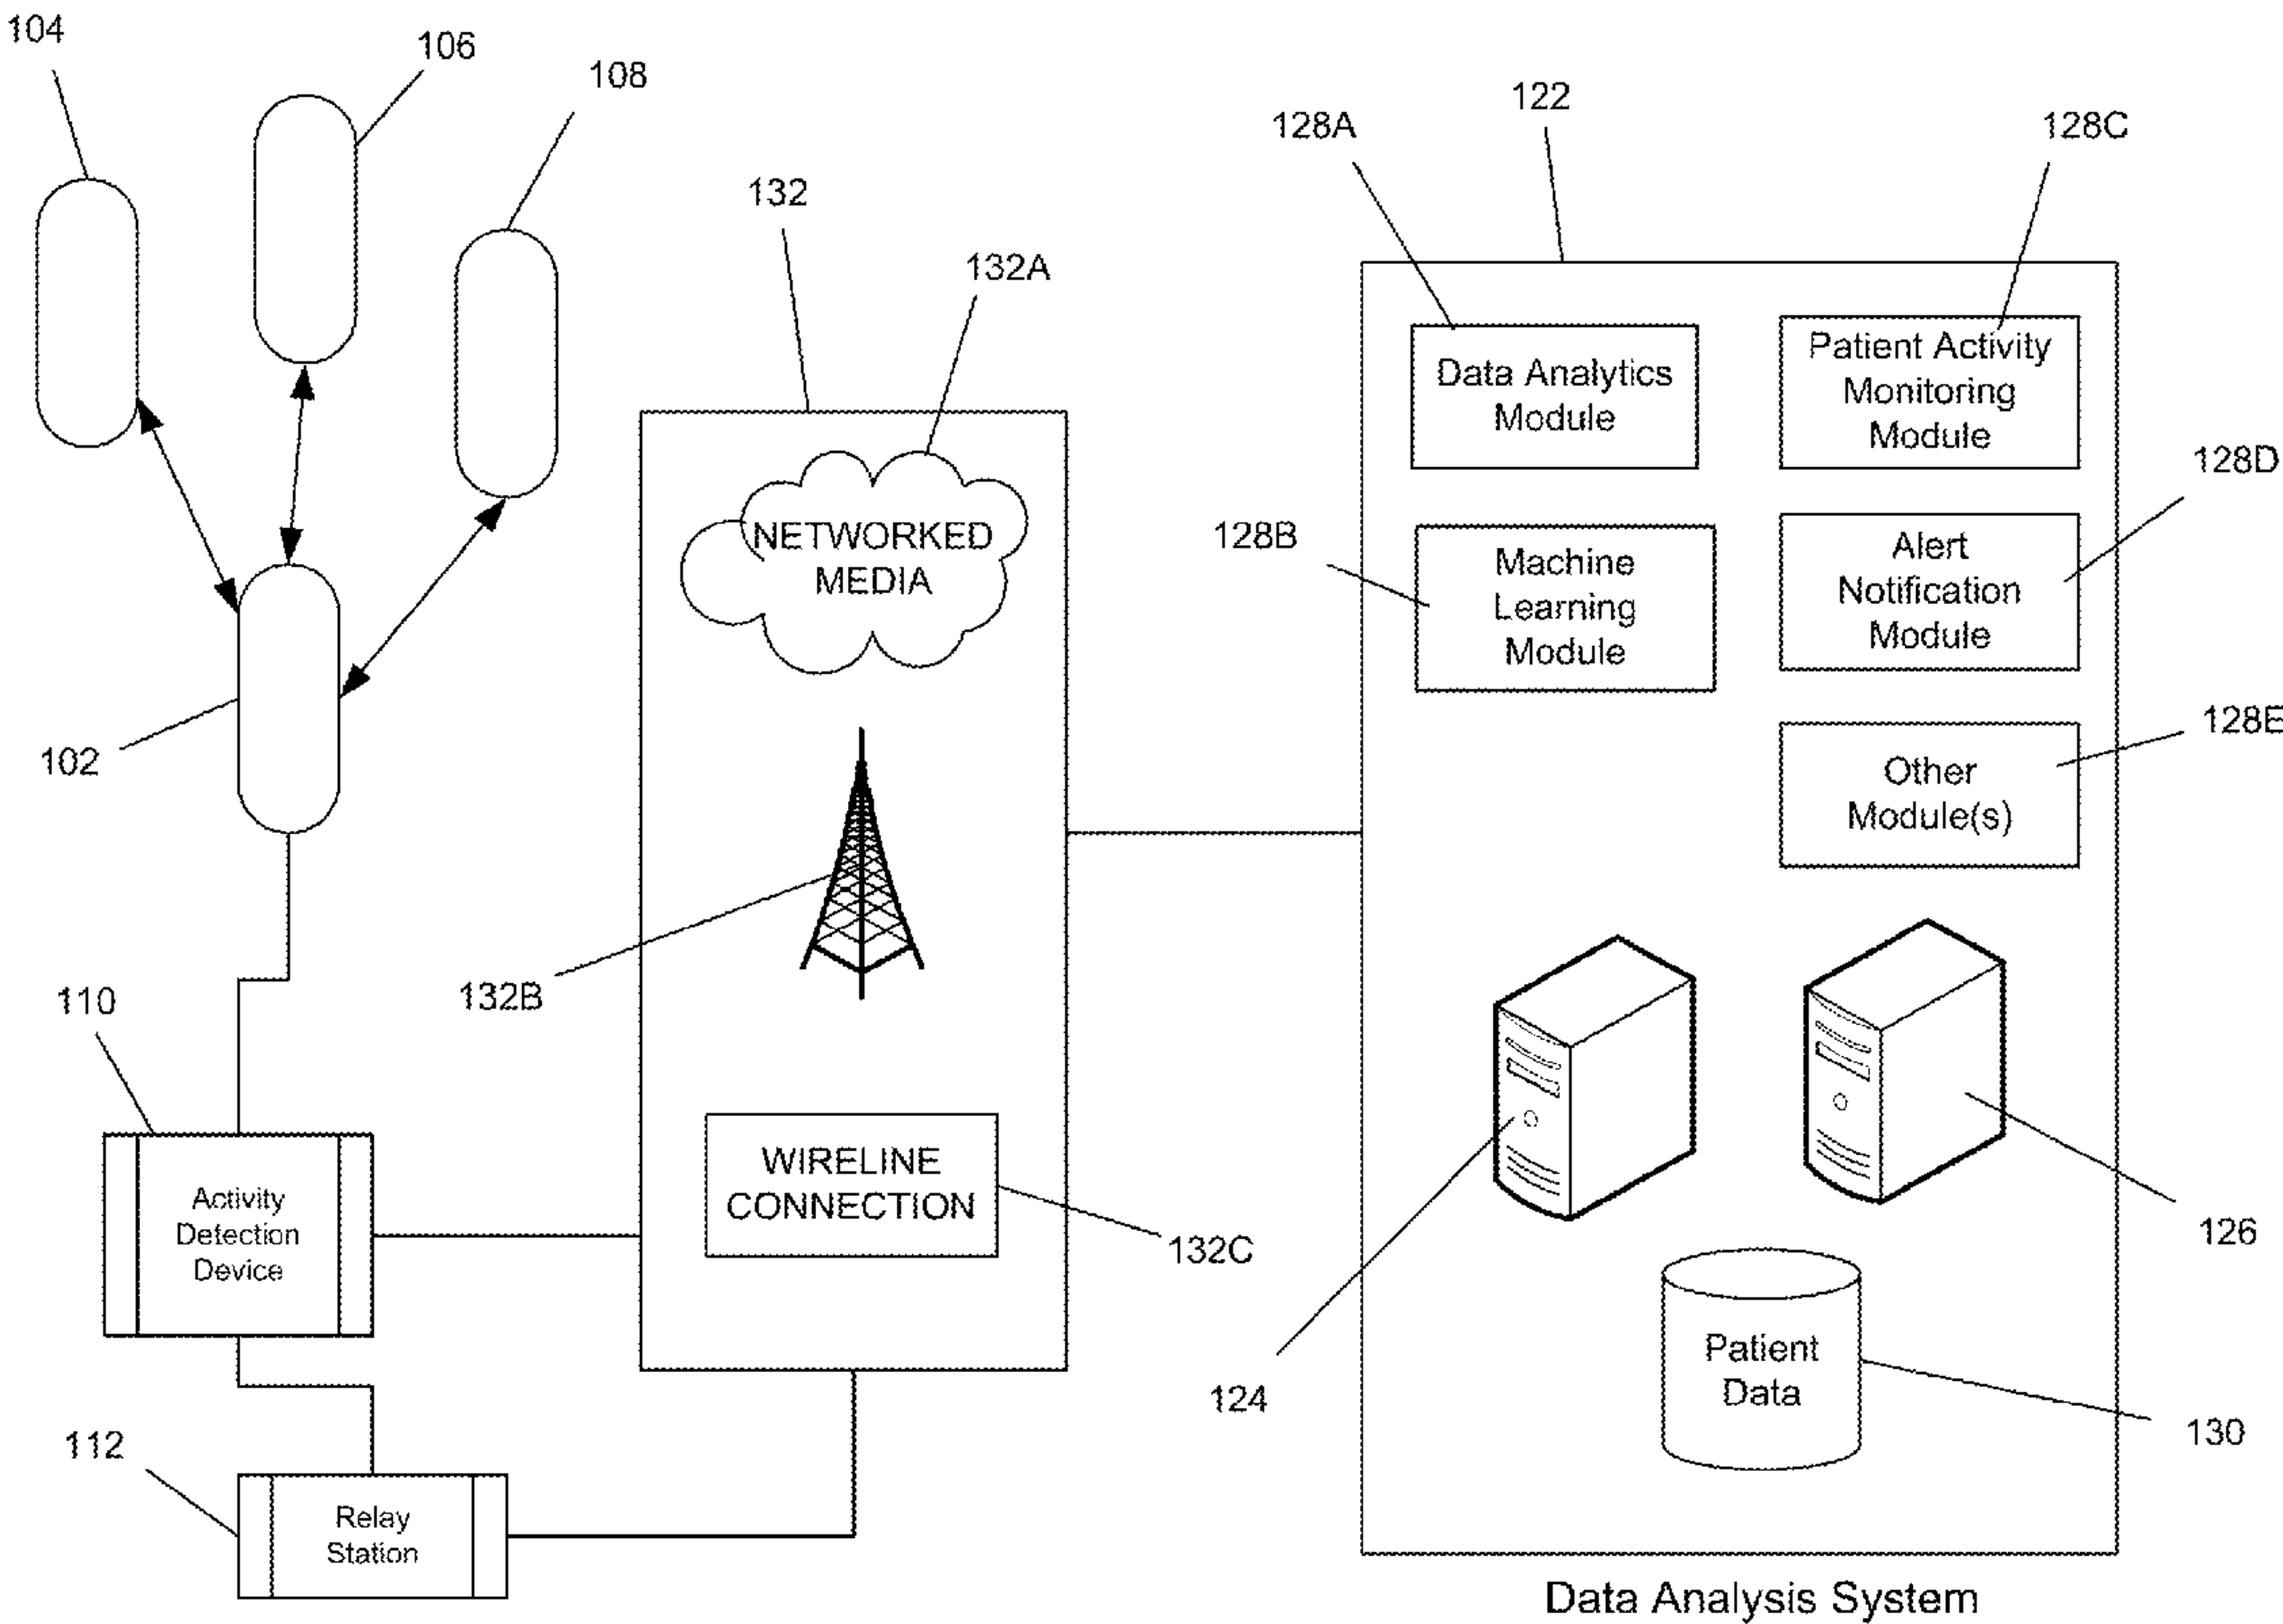 104
106
108
122
128A
128C
132
132A
Data Analytics
Module
Patient Activity
Monitoring
Module
128D
NETWORKED
MEDIA
128B
Machine
Learning
Module
Alert
Notification
Module
102
128E
Other
Module(s)
132B
110
WIRELINE
CONNECTION
Activity
Detection
Device
132C
126
124
Patient
Data
130
112
Relay
Station
Data Analysis System